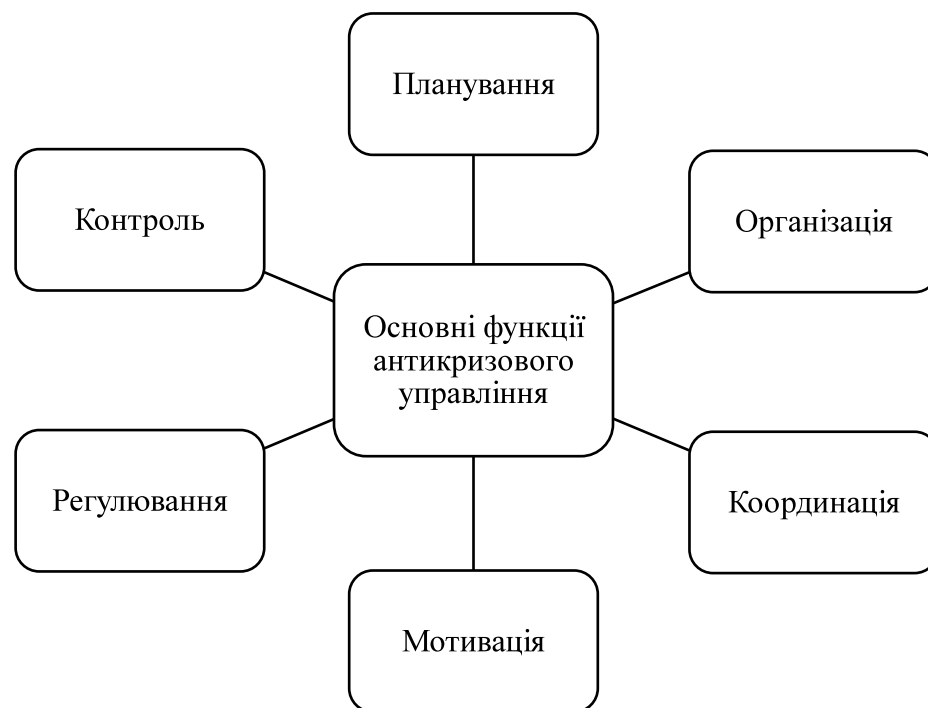 Планування
Контроль
Організація
Основні функції
антикризового
управління
Регулювання
Координація
Мотивація